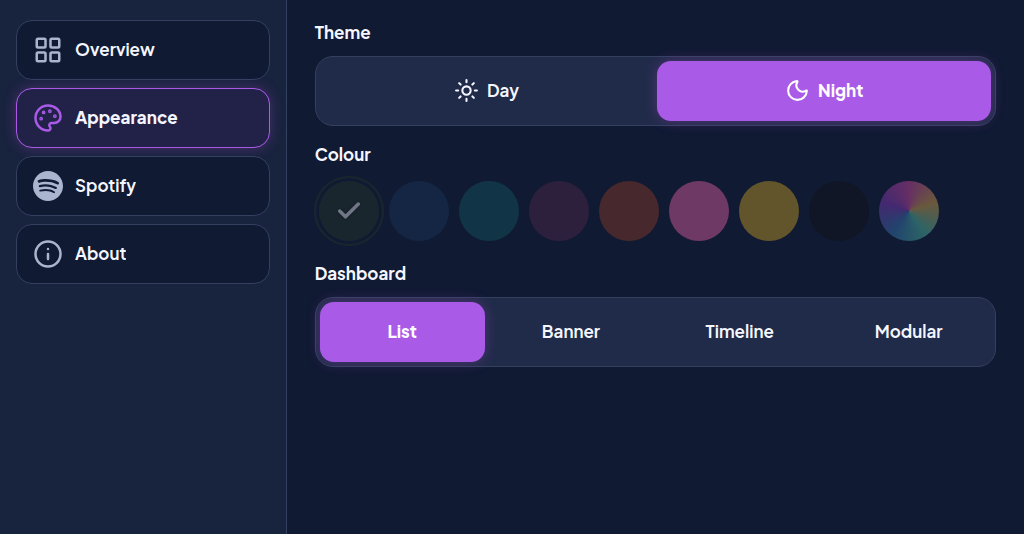 Overview
Appearance
Spotify
About
Theme
Day
Night
Colour
Dashboard
List
Banner
Timeline
Modular